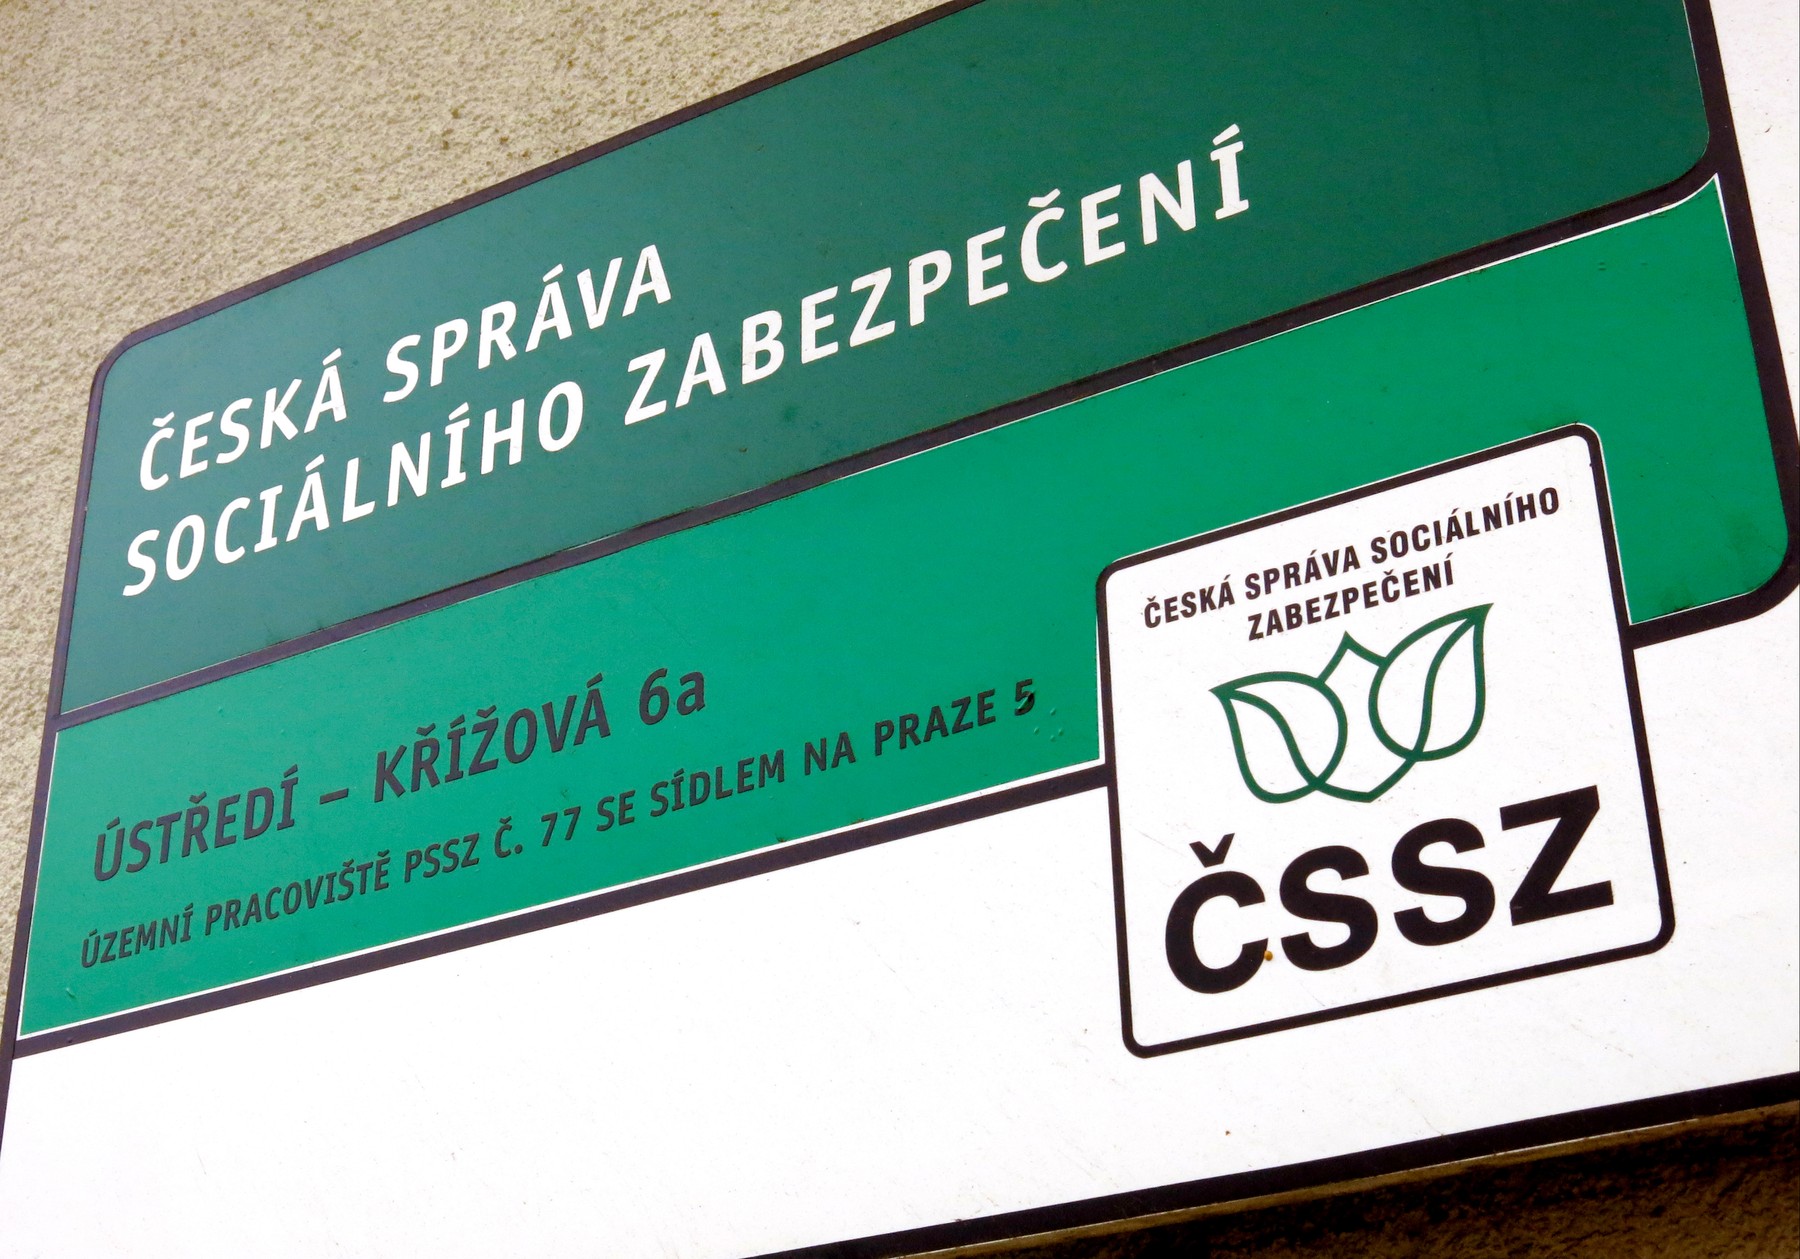 ČESKÁ SPRÁVA
SOCIÁLNÍHO ZABEZPEČENÍ
ÚSTŘEDÍ – KŘÍŽOVÁ 6a
ÚZEMNÍ PRACOVIŠTĚ PSSZ Č. 77 SE SÍDLEM NA PRAZE 5
ČESKÁ SPRÁVA SOCIÁLNÍHO
ZABEZPEČENÍ
ČSSZ